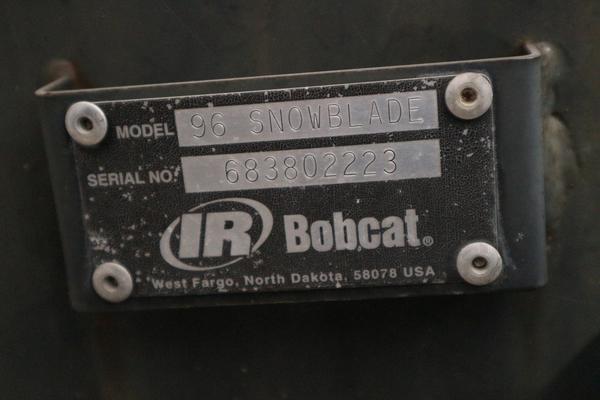 MODEL 96 SNOWBLADE
SERIAL NO. 683802223
IR Bobcat®
West Fargo, North Dakota, 58078 USA